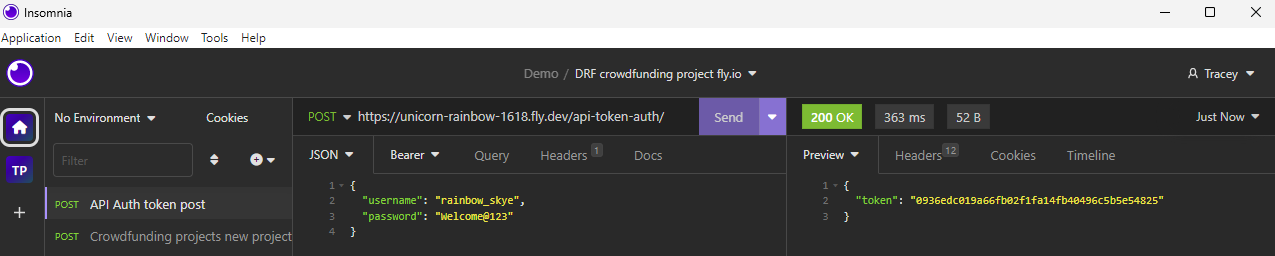 Insomnia
Application Edit View Window Tools Help
Demo / DRF crowdfunding project fly.io
Tracey
No Environment Cookies
POST https://unicorn-rainbow-1618.fly.dev/api-token-auth/ Send
200 OK 363 ms 52 B Just Now
Filter
TP
JSON Bearer Query Headers 1 Docs
Preview Headers 12 Cookies Timeline
POST API Auth token post
POST Crowdfunding projects new project
1 {
2 "username": "rainbow_skye",
3 "password": "Welcome@123"
4 }
1 {
2 "token": "0936edc019a66fb02f1fa14fb40496c5b5e54825"
3 }